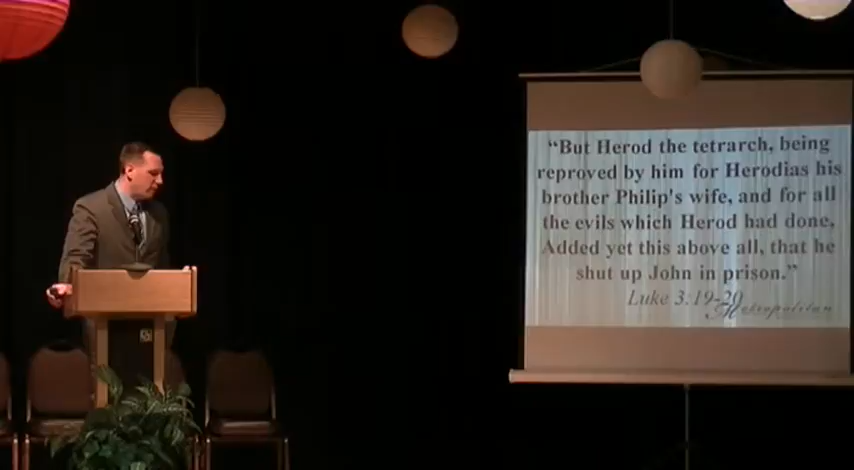 “But Herod the tetrarch, being
reproved by him for Herodias his
brother Philip's wife, and for all
the evils which Herod had done,
Added yet this above all, that he
shut up John in prison.”
Luke 3:19-20
Metropolitan